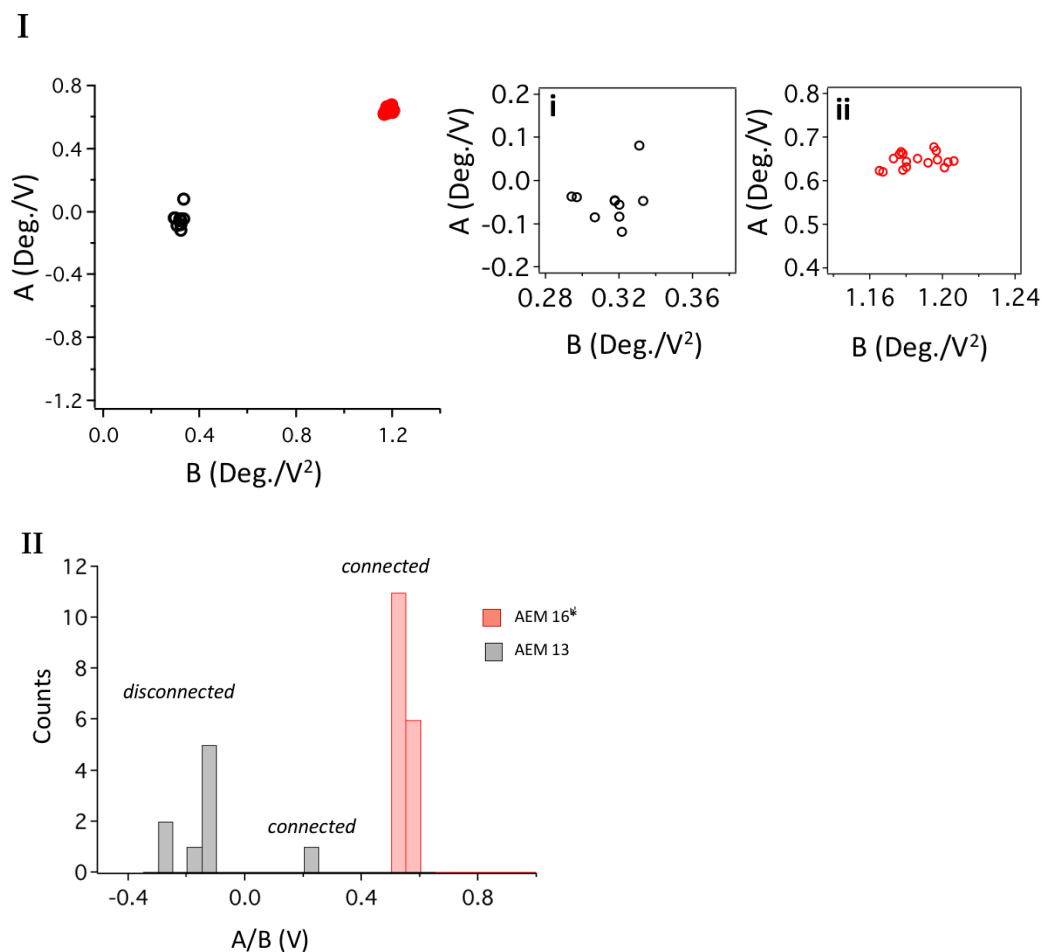 I
A (Deg./V)
0.8
0.4
0.0
-0.4
-0.8
-1.2
0.0 0.4 0.8 1.2
B (Deg./V²)
i
A (Deg./V)
0.2
0.1
0.0
-0.1
-0.2
0.28 0.32 0.36
B (Deg./V²)
ii
A (Deg./V)
0.8
0.7
0.6
0.5
0.4
1.16 1.20 1.24
B (Deg./V²)
II
Counts
12
10
8
6
4
2
0
disconnected
connected
connected
AEM 16*
AEM 13
-0.4 0.0 0.4 0.8
A/B (V)